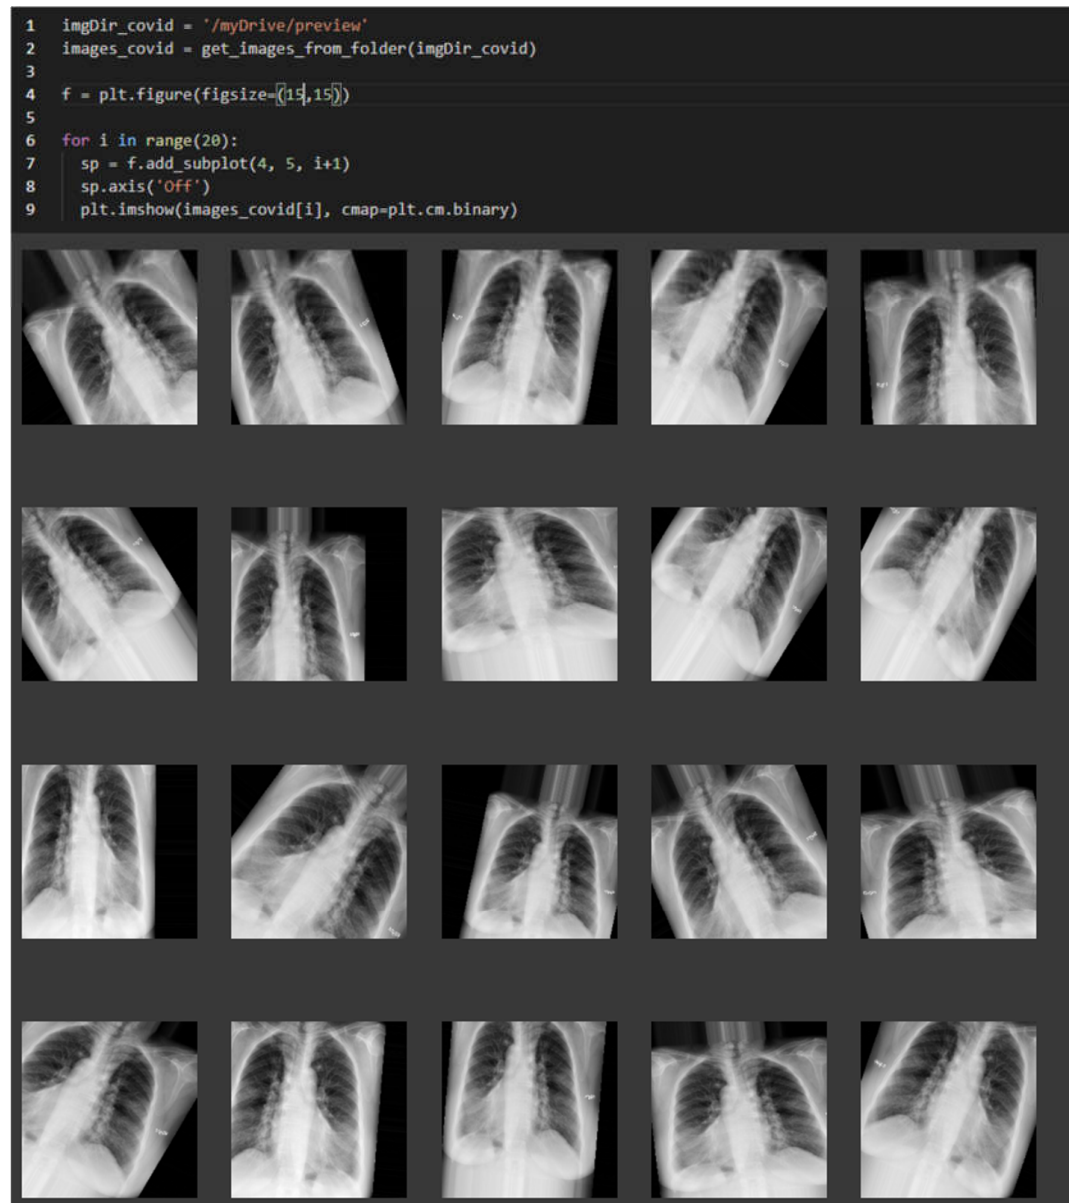 1 imgDir_covid = '/myDrive/preview'
2 images_covid = get_images_from_folder(imgDir_covid)
3
4 f = plt.figure(figsize=(15,15))
5
6 for i in range(20):
7 sp = f.add_subplot(4, 5, i+1)
8 sp.axis('Off')
9 plt.imshow(images_covid[i], cmap=plt.cm.binary)